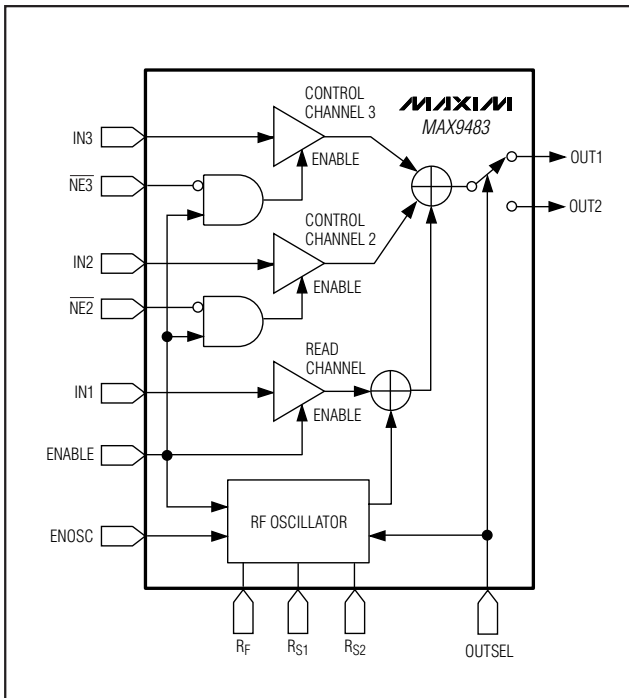 CONTROL
CHANNEL 3
MAXIM
MAX9483
IN3
ENABLE
OUT1
NE3
OUT2
CONTROL
CHANNEL 2
IN2
ENABLE
NE2
READ
CHANNEL
IN1
ENABLE
ENABLE
RF OSCILLATOR
ENOSC
RF
RS1
RS2
OUTSEL